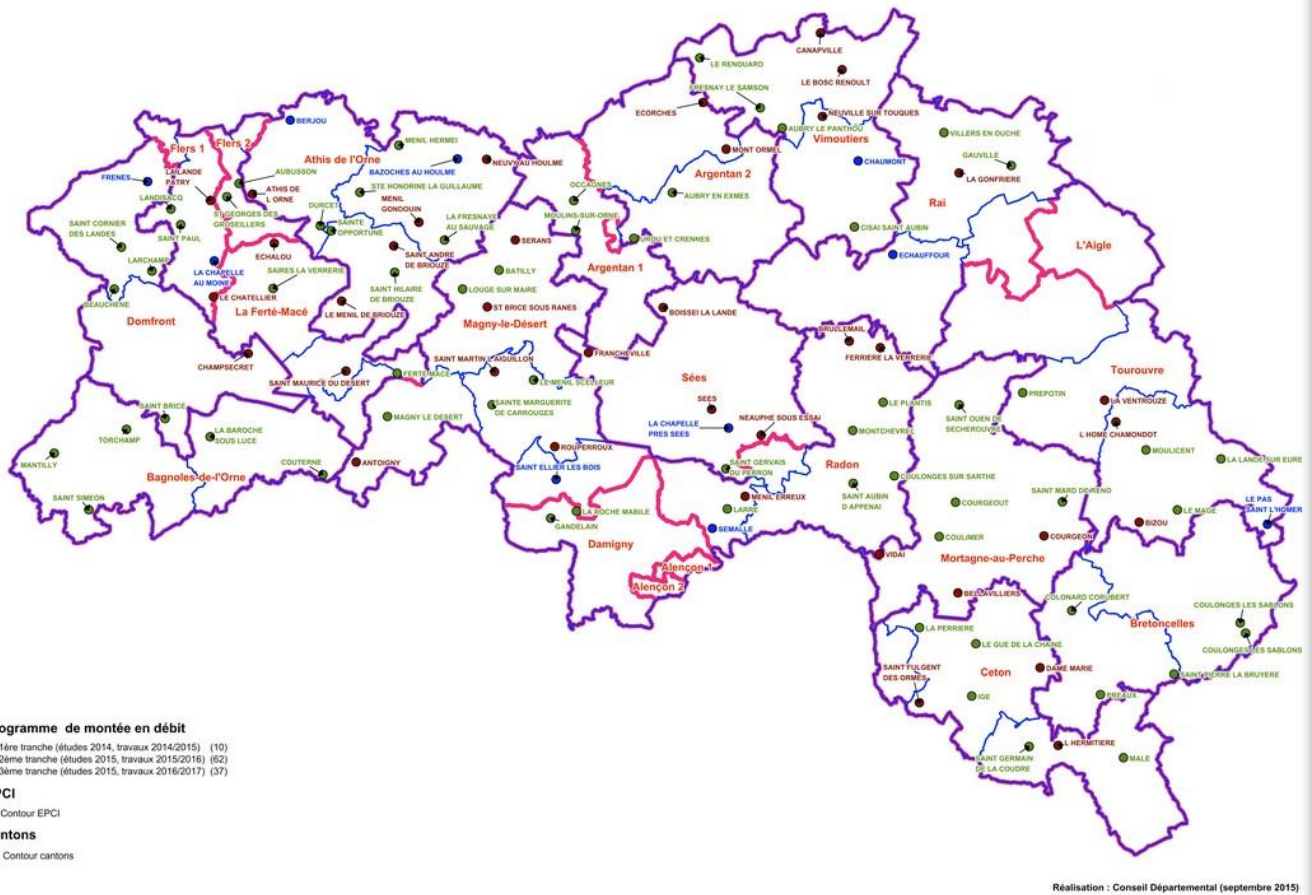 CANAPVILLE
LE RENOUARD
LE BOSC RENOULT
FRESNAY LE SAMSON
ECORCHES
NEUVILLE SUR TOUQUES
BERJOU
AUBRY LE PANTHOU
Vimoutiers
VILLERS EN OUCHE
Flers 1
Flers 2
MENIL HERMEI
MONT ORMEL
GAUVILLE
Athis de l'Orne
CHAUMONT
LA LANDE
PATRY
AUBUSSON
BAZOCHES AU HOULME
NEUVY AU HOULME
Argentan 2
LA GONFRIERE
FRENES
STE HONORINE LA GUILLAUME
OCCAGNES
AUBRY EN EXMES
ATHIS DE
L ORNE
LANDISACQ
MENIL
GONDOUIN
Rai
DURCET
ST GEORGES DES
GROSEILLERS
LA FRESNAYE
AU SAUVAGE
MOULINS-SUR-ORNE
SAINT CORNIER
DES LANDES
SAINTE
OPPORTUNE
CISAI SAINT AUBIN
SAINT PAUL
SERANS
UROU ET CRENNES
L'Aigle
ECHALOU
SAINT ANDRE
DE BRIOUZE
ECHAUFFOUR
LARCHAMP
LA CHAPELLE
AU MOINE
SAIRES LA VERRERIE
Argentan 1
BATILLY
SAINT HILAIRE
DE BRIOUZE
LOUGE SUR MAIRE
BEAUCHENE
LE CHATELLIER
LE MENIL DE BRIOUZE
ST BRICE SOUS RANES
BOISSEI LA LANDE
La Ferté-Macé
Domfront
Magny-le-Désert
BRULLEMAIL
FRANCHEVILLE
FERRIERE LA VERRERIE
CHAMPSECRET
SAINT MARTIN L'AIGUILLON
Tourouvre
SAINT MAURICE DU DESERT
FERTE MACE
LE MENIL SCELLEUR
Sées
PREPOTIN
LA VENTROUZE
SAINT BRICE
SAINTE MARGUERITE
DE CARROUGES
SEES
LE PLANTIS
SAINT OUEN DE
SECHEROUVRE
MAGNY LE DESERT
NEAUPHE SOUS ESSAI
L HOME CHAMONDOT
LA CHAPELLE
PRES SEES
TORCHAMP
LA BAROCHE
SOUS LUCE
MONTCHEVREL
ROUPERROUX
MOULICENT
MANTILLY
ANTOIGNY
Radon
LA LANDE SUR EURE
COUTERNE
SAINT ELLIER LES BOIS
SAINT GERVAIS
DU PERRON
COULONGES SUR SARTHE
Bagnoles-de-l'Orne
MENIL ERREUX
SAINT AUBIN
D APPENAI
SAINT MARD DE RENO
LE PAS
SAINT L'HOMER
SAINT SIMEON
COURGEOUT
LARRE
LE MAGE
LA ROCHE MABILE
GANDELAIN
BIZOU
SEMALLE
COULIMER
COURGEON
Damigny
VIDAI
Mortagne-au-Perche
Alençon 1
Alençon 2
BELLAVILLIERS
COLONARD CORUBERT
COULONGES LES SABLONS
LA PERRIERE
Bretoncelles
LE GUE DE LA CHAINE
COULONGES LES SABLONS
SAINT FULGENT
DES ORMES
Ceton
DAME MARIE
SAINT PIERRE LA BRUYERE
IGE
PREAUX
L HERMITIERE
SAINT GERMAIN
DE LA COUDRE
MALE
ogramme de montée en débit
1ère tranche (études 2014, travaux 2014/2015) (10)
2ème tranche (études 2015, travaux 2015/2016) (62)
3ème tranche (études 2015, travaux 2016/2017) (37)
PCI
Contour EPCI
ntons
Contour cantons
Réalisation : Conseil Départemental (septembre 2015)